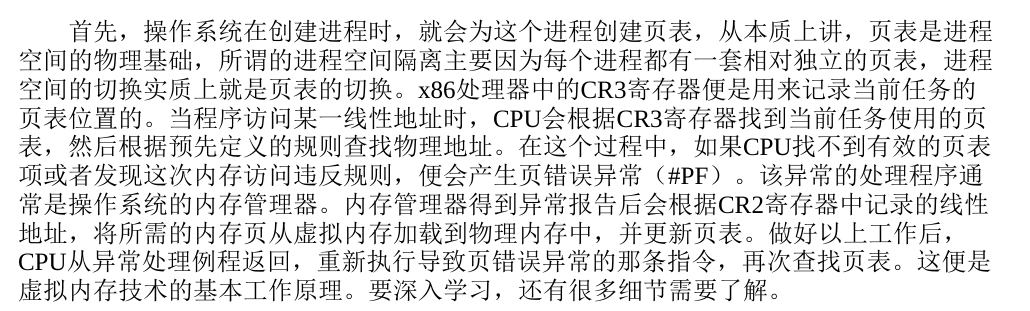 首先，操作系统在创建进程时，就会为这个进程创建页表，从本质上讲，页表是进程
空间的物理基础，所谓的进程空间隔离主要因为每个进程都有一套相对独立的页表，进程
空间的切换实质上就是页表的切换。x86处理器中的CR3寄存器便是用来记录当前任务的
页表位置的。当程序访问某一线性地址时，CPU会根据CR3寄存器找到当前任务使用的页
表，然后根据预先定义的规则查找物理地址。在这个过程中，如果CPU找不到有效的页表
项或者发现这次内存访问违反规则，便会产生页错误异常（#PF）。该异常的处理程序通
常是操作系统的内存管理器。内存管理器得到异常报告后会根据CR2寄存器中记录的线性
地址，将所需的内存页从虚拟内存加载到物理内存中，并更新页表。做好以上工作后，
CPU从异常处理例程返回，重新执行导致页错误异常的那条指令，再次查找页表。这便是
虚拟内存技术的基本工作原理。要深入学习，还有很多细节需要了解。